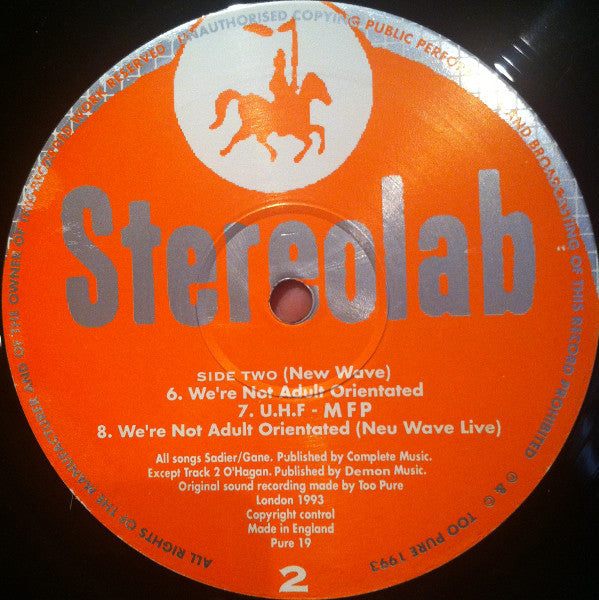 ALL RIGHTS OF THE MANUFACTURER AND OF THE OWNER OF THIS RECORDED WORK RESERVED
UNAUTHORISED COPYING PUBLIC PERFORMANCE AND BROADCASTING OF THIS RECORD PROHIBITED
℗ & © TOO PURE 1993
Stereolab
SIDE TWO (New Wave)
6. We're Not Adult Orientated
7. U.H.F - MFP
8. We're Not Adult Orientated (Neu Wave Live)
All songs Sadier/Gane. Published by Complete Music.
Except Track 2 O'Hagan. Published by Demon Music.
Original sound recording made by Too Pure
London 1993
Copyright control
Made in England
Pure 19
2